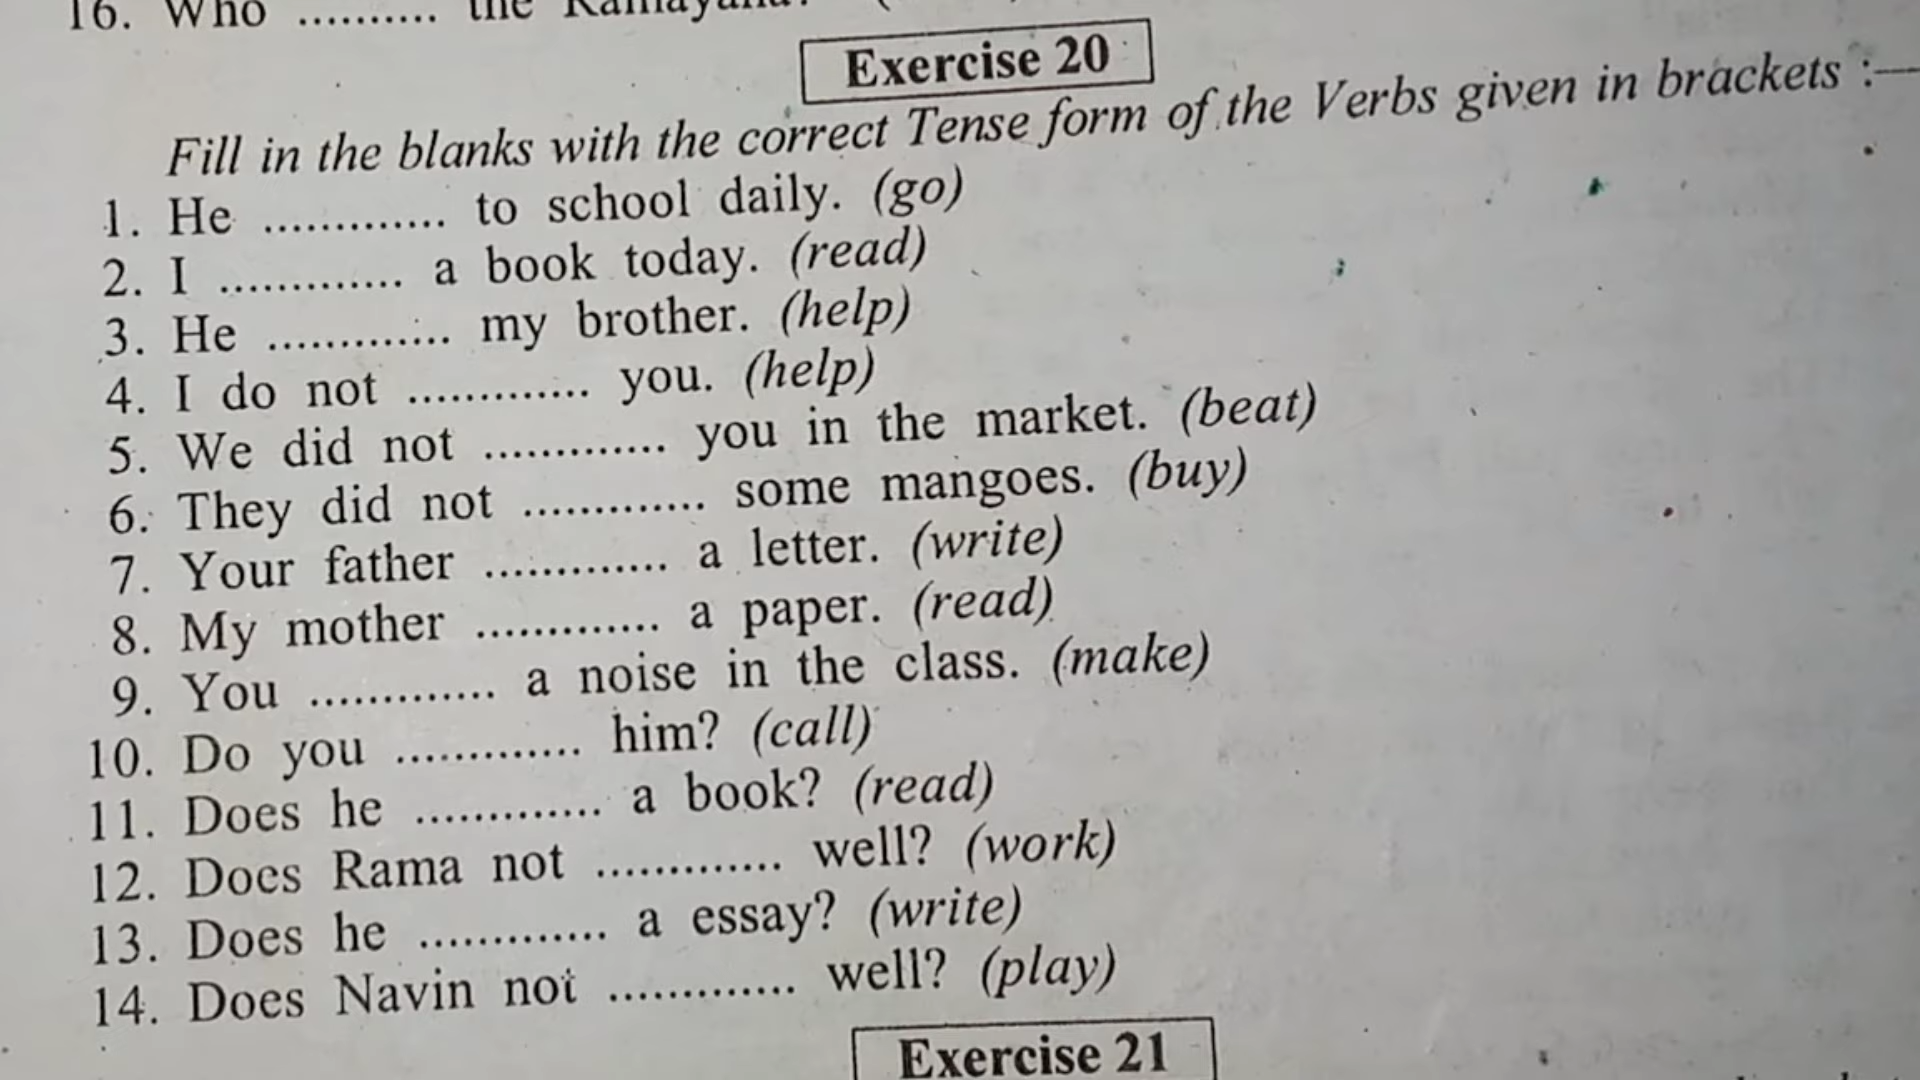 16. Who .......... the Ramayana?
Exercise 20
Fill in the blanks with the correct Tense form of the Verbs given in brackets :—
1. He ............. to school daily. (go)
2. I ............. a book today. (read)
3. He ............. my brother. (help)
4. I do not ............. you. (help)
5. We did not ............. you in the market. (beat)
6. They did not ............. some mangoes. (buy)
7. Your father ............. a letter. (write)
8. My mother ............. a paper. (read)
9. You ............. a noise in the class. (make)
10. Do you ............. him? (call)
11. Does he ............. a book? (read)
12. Does Rama not ............. well? (work)
13. Does he ............. a essay? (write)
14. Does Navin not ............. well? (play)
Exercise 21